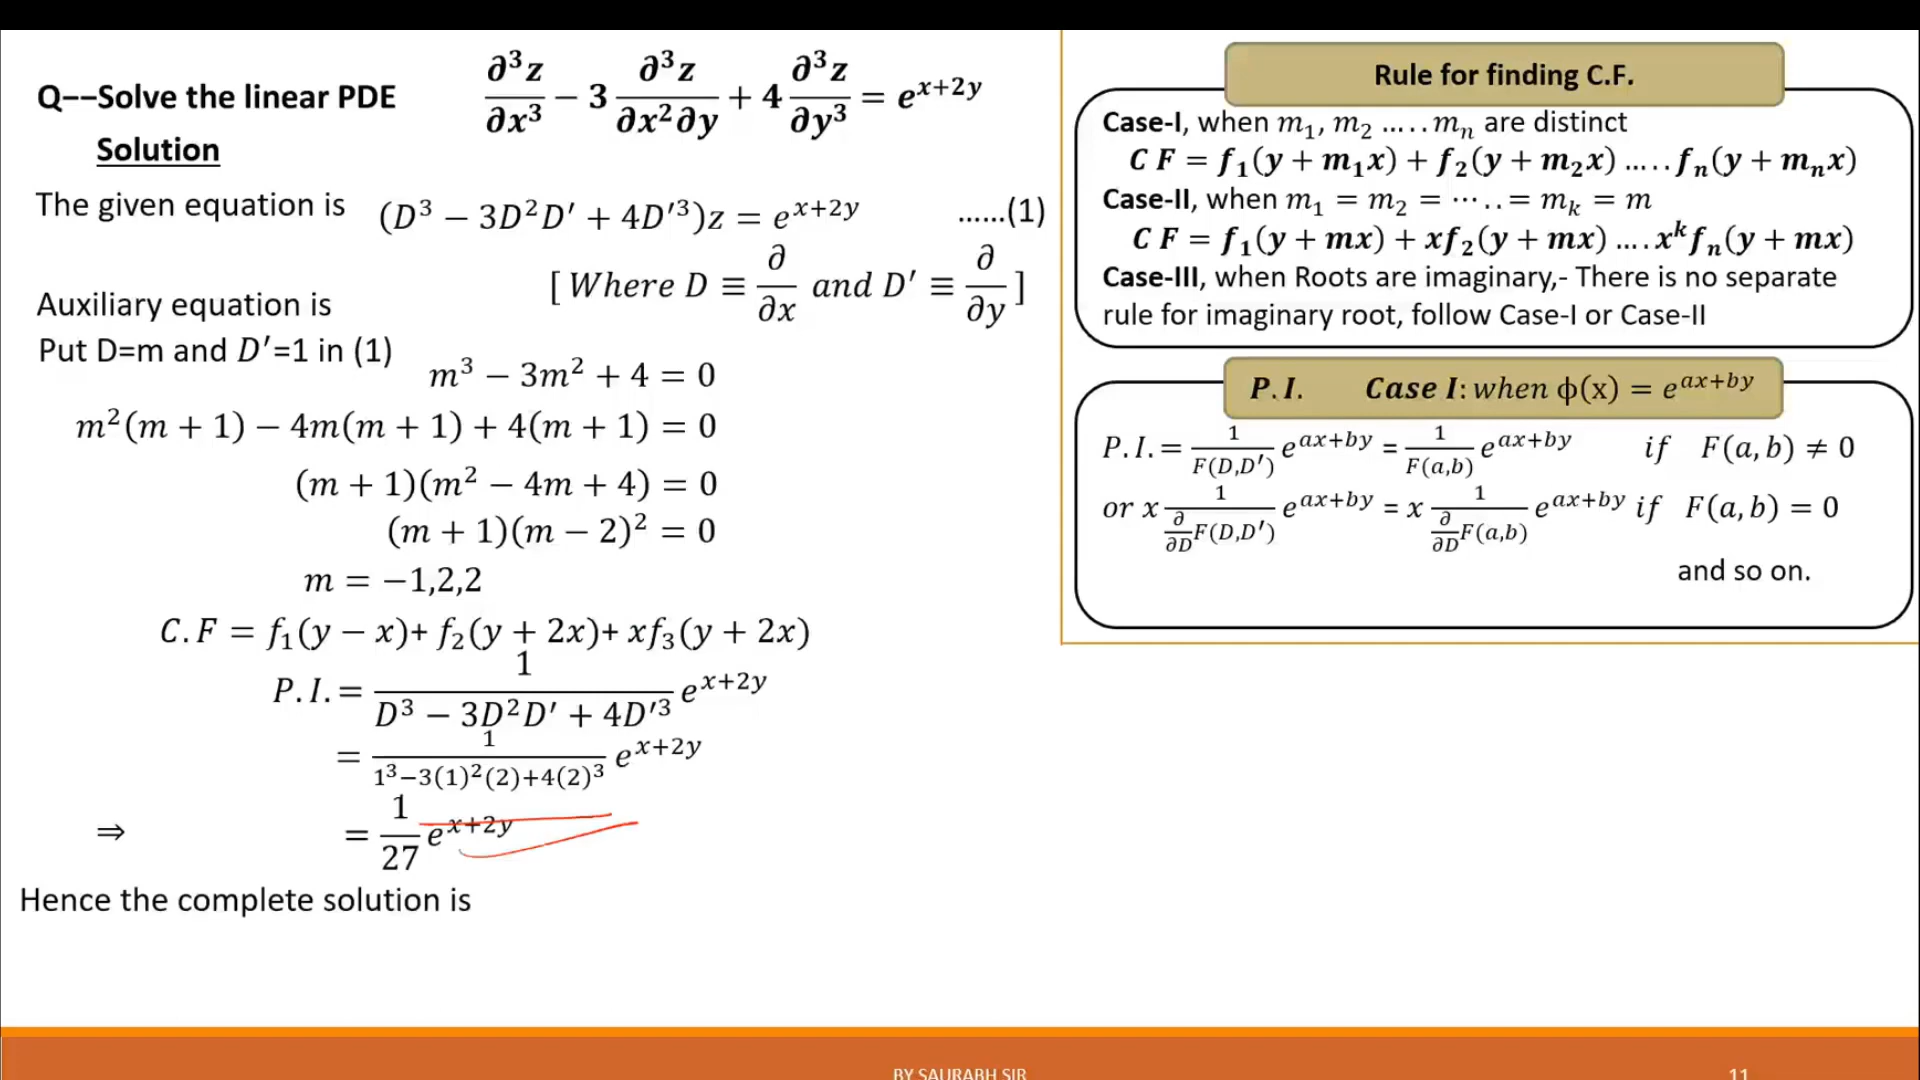 Q--Solve the linear PDE ∂³z/∂x³ − 3 ∂³z/∂x²∂y + 4 ∂³z/∂y³ = e^{x+2y}
Solution
The given equation is (D³ − 3D²D′ + 4D′³)z = e^{x+2y} ......(1)
[ Where D ≡ ∂/∂x and D′ ≡ ∂/∂y ]
Auxiliary equation is
Put D=m and D′=1 in (1)
m³ − 3m² + 4 = 0
m²(m + 1) − 4m(m + 1) + 4(m + 1) = 0
(m + 1)(m² − 4m + 4) = 0
(m + 1)(m − 2)² = 0
m = −1,2,2
C.F = f₁(y − x)+ f₂(y + 2x)+ xf₃(y + 2x)
P.I.= 1/(D³ − 3D²D′ + 4D′³) e^{x+2y}
= 1/(1³−3(1)²(2)+4(2)³) e^{x+2y}
⇒ = 1/27 e^{x+2y}
Hence the complete solution is
Rule for finding C.F.
Case-I, when m₁, m₂ .....mₙ are distinct
C F = f₁(y + m₁x) + f₂(y + m₂x) .....fₙ(y + mₙx)
Case-II, when m₁ = m₂ = ⋯.. = mₖ = m
C F = f₁(y + mx) + xf₂(y + mx) ....xᵏfₙ(y + mx)
Case-III, when Roots are imaginary,- There is no separate
rule for imaginary root, follow Case-I or Case-II
P.I. Case I: when ϕ(x) = e^{ax+by}
P.I.= 1/F(D,D′) e^{ax+by} = 1/F(a,b) e^{ax+by} if F(a,b) ≠ 0
or x 1/(∂/∂D F(D,D′)) e^{ax+by} = x 1/(∂/∂D F(a,b)) e^{ax+by} if F(a,b) = 0
and so on.
BY SAURABH SIR
11